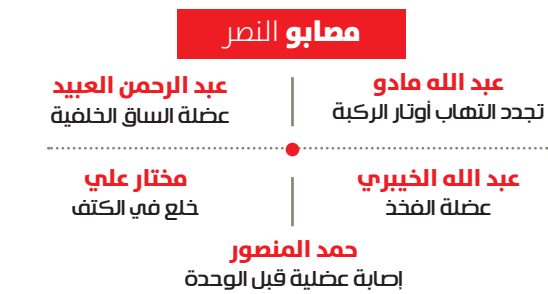 مصابو النصر
عبد الله مادو
تجدد التهاب أوتار الركبة
عبد الرحمن العبيد
عضلة الساق الخلفية
عبد الله الخيبري
عضلة الفخذ
مختار علي
خلع في الكتف
حمد المنصور
إصابة عضلية قبل الوحدة